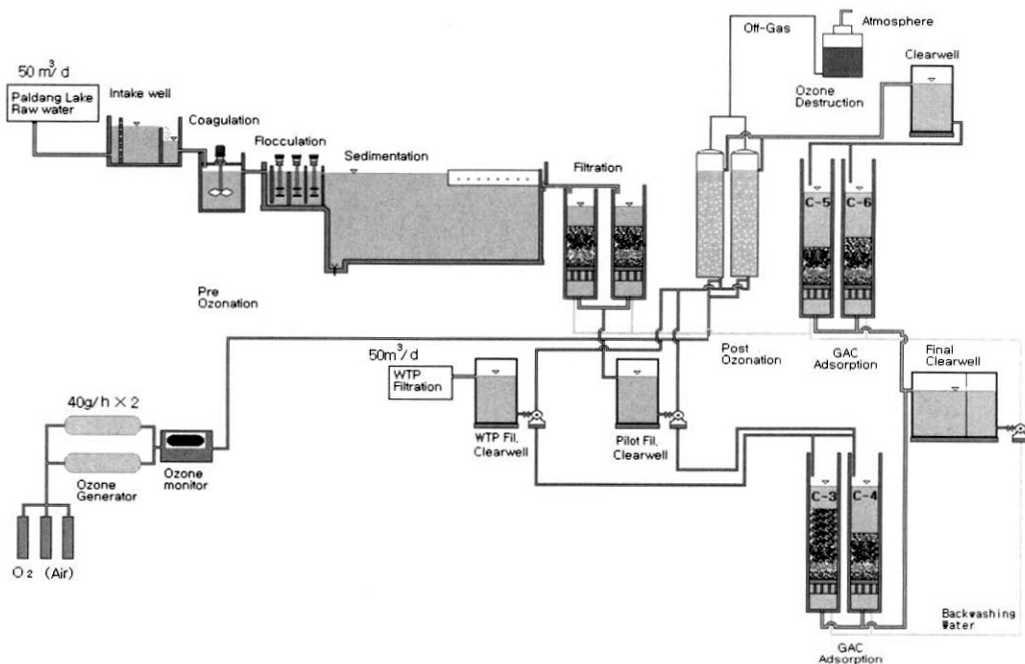 Atmosphere
Off-Gas
Clearwell
50 m³/d
Paldang Lake
Raw water
Intake well
Ozone
Destruction
Coagulation
Flocculation
Sedimentation
Filtration
C-5
C-6
Pre
Ozonation
Post
Ozonation
GAC
Adsorption
Final
Clearwell
50m³/d
WTP
Filtration
40g/h × 2
WTP Fil.
Clearwell
Pilot Fil.
Clearwell
Ozone
Generator
Ozone
monitor
C-3
C-4
O₂ (Air)
Backwashing
Water
GAC
Adsorption